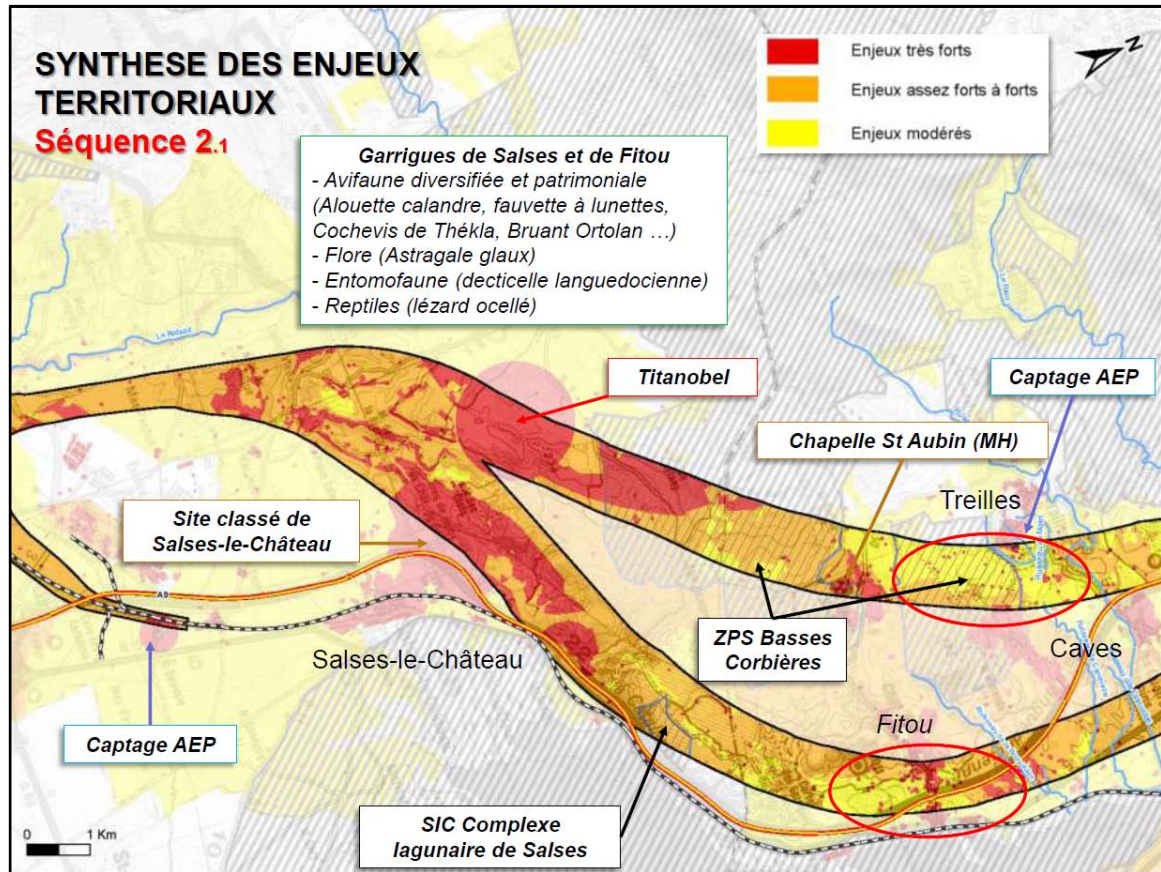 SYNTHESE DES ENJEUX
TERRITORIAUX
Séquence 2.1
Enjeux très forts
Enjeux assez forts à forts
Enjeux modérés
N
Garrigues de Salses et de Fitou
- Avifaune diversifiée et patrimoniale
(Alouette calandre, fauvette à lunettes,
Cochevis de Thékla, Bruant Ortolan ...)
- Flore (Astragale glaux)
- Entomofaune (decticelle languedocienne)
- Reptiles (lézard ocellé)
Le Rieu
Titanobel
Captage AEP
Chapelle St Aubin (MH)
Treilles
Site classé de
Salses-le-Château
A9
ZPS Basses
Corbières
Caves
Salses-le-Château
Fitou
Captage AEP
SIC Complexe
lagunaire de Salses
0 1 Km